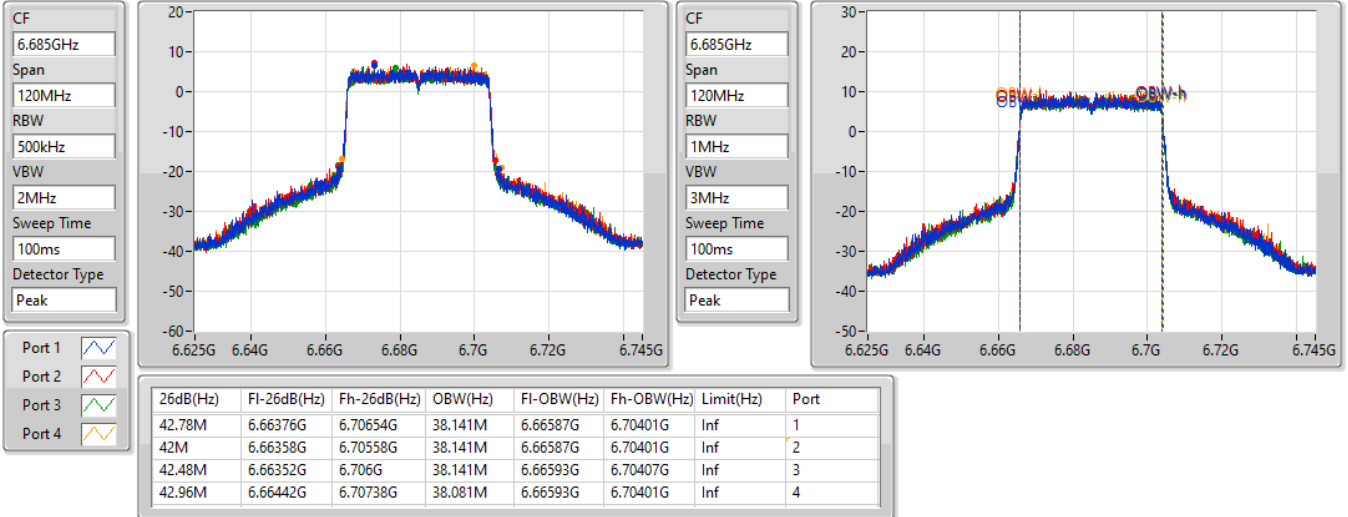 CF
6.685GHz
Span
120MHz
RBW
500kHz
VBW
2MHz
Sweep Time
100ms
Detector Type
Peak
20
10
0
-10
-20
-30
-40
-50
-60
6.625G 6.64G 6.66G 6.68G 6.7G 6.72G 6.745G
CF
6.685GHz
Span
120MHz
RBW
1MHz
VBW
3MHz
Sweep Time
100ms
Detector Type
Peak
30
20
10
0
-10
-20
-30
-40
-50
OBW-h
6.625G 6.64G 6.66G 6.68G 6.7G 6.72G 6.745G
Port 1
Port 2
Port 3
Port 4
26dB(Hz) Fl-26dB(Hz) Fh-26dB(Hz) OBW(Hz) Fl-OBW(Hz) Fh-OBW(Hz) Limit(Hz) Port
42.78M 6.66376G 6.70654G 38.141M 6.66587G 6.70401G Inf 1
42M 6.66358G 6.70558G 38.141M 6.66587G 6.70401G Inf 2
42.48M 6.66352G 6.706G 38.141M 6.66593G 6.70407G Inf 3
42.96M 6.66442G 6.70738G 38.081M 6.66593G 6.70401G Inf 4